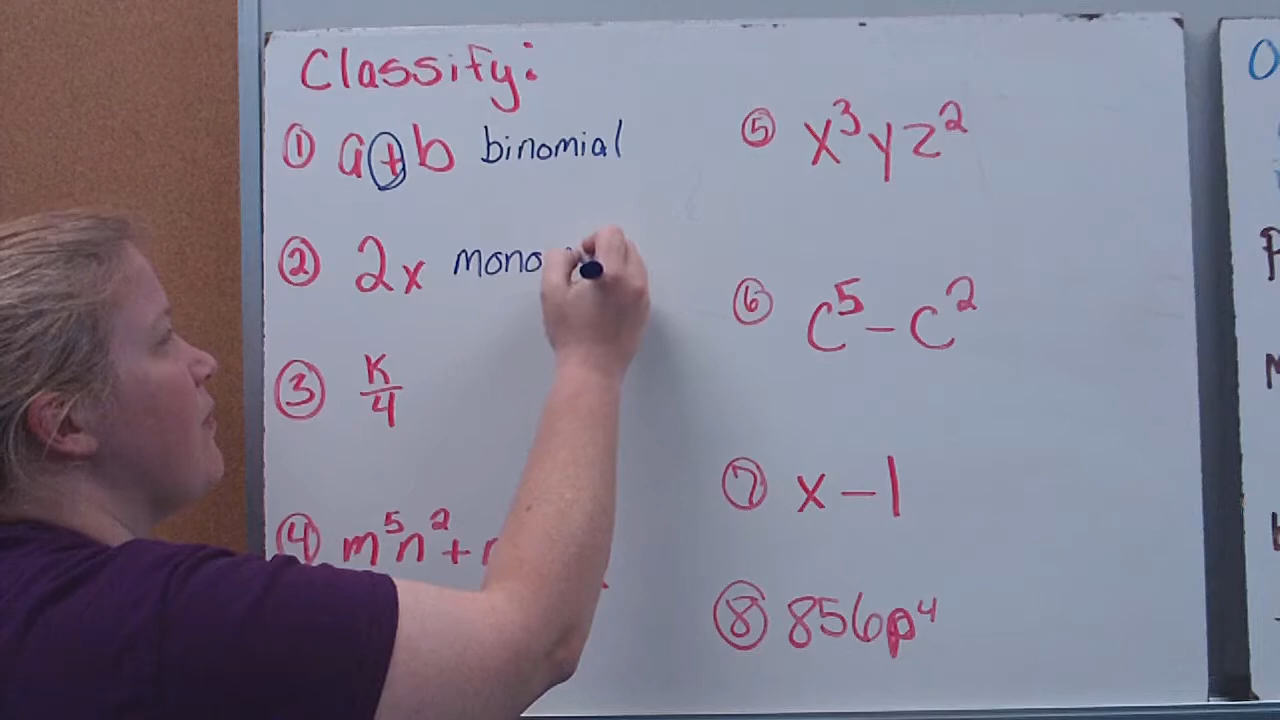 Classify:
① a+b binomial
② 2x mono
③ K/4
④ m⁵n²+
⑤ x³yz²
⑥ c⁵-c²
⑦ x-1
⑧ 856p⁴